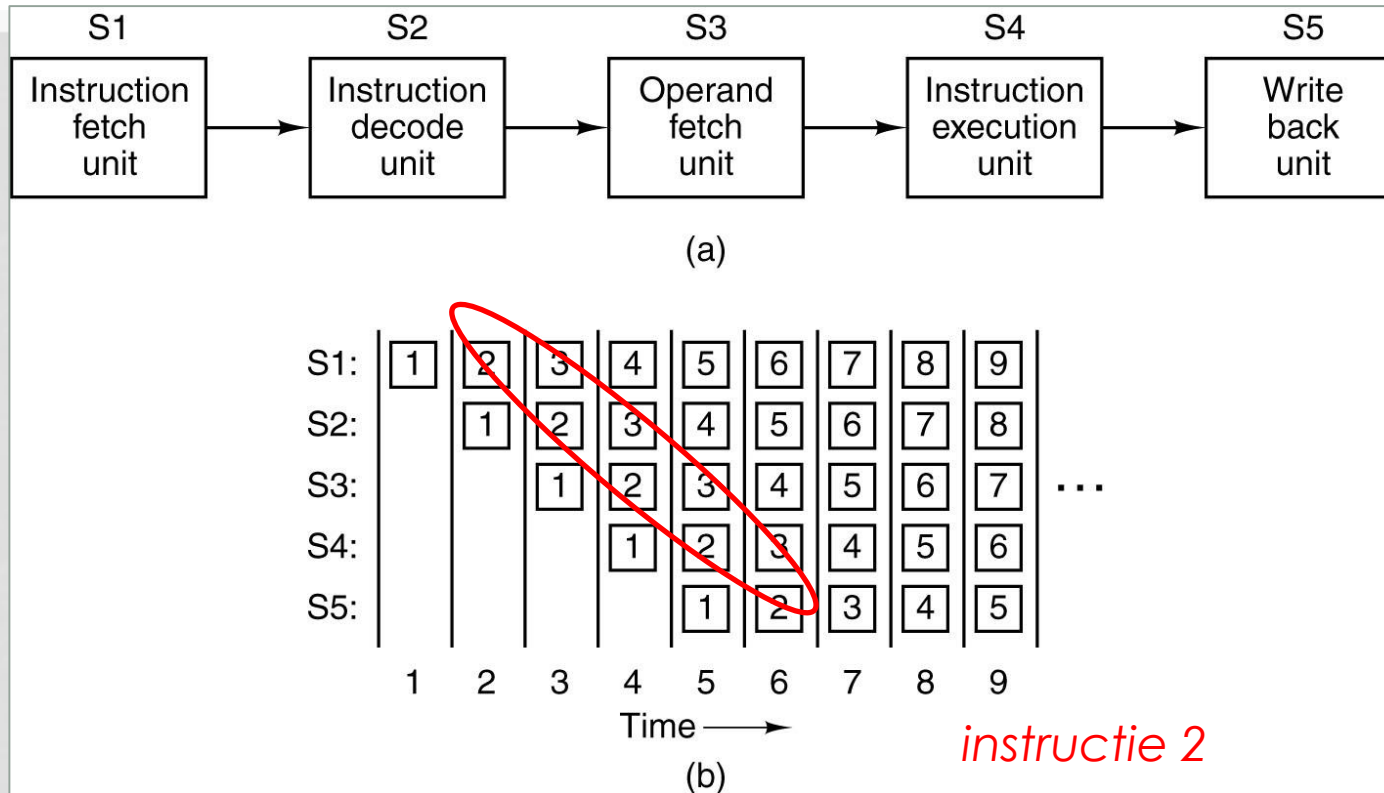 S1 S2 S3 S4 S5
Instruction fetch unit
Instruction decode unit
Operand fetch unit
Instruction execution unit
Write back unit
(a)
S1: 1 2 3 4 5 6 7 8 9
S2: 1 2 3 4 5 6 7 8
S3: 1 2 3 4 5 6 7 ...
S4: 1 2 3 4 5 6
S5: 1 2 3 4 5
1 2 3 4 5 6 7 8 9
Time
instructie 2
(b)